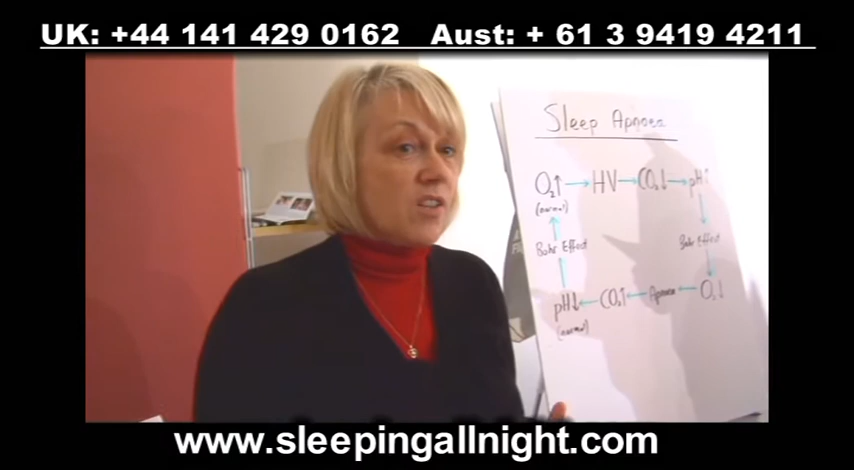 UK: +44 141 429 0162 Aust: + 61 3 9419 4211
Sleep Apnoea
O₂↑ → HV → CO₂↓ → pH↑
(normal)
Bohr Effect Bohr Effect
pH↓ ← CO₂↑ ← Apnoea ← O₂↓
(normal)
www.sleepingallnight.com